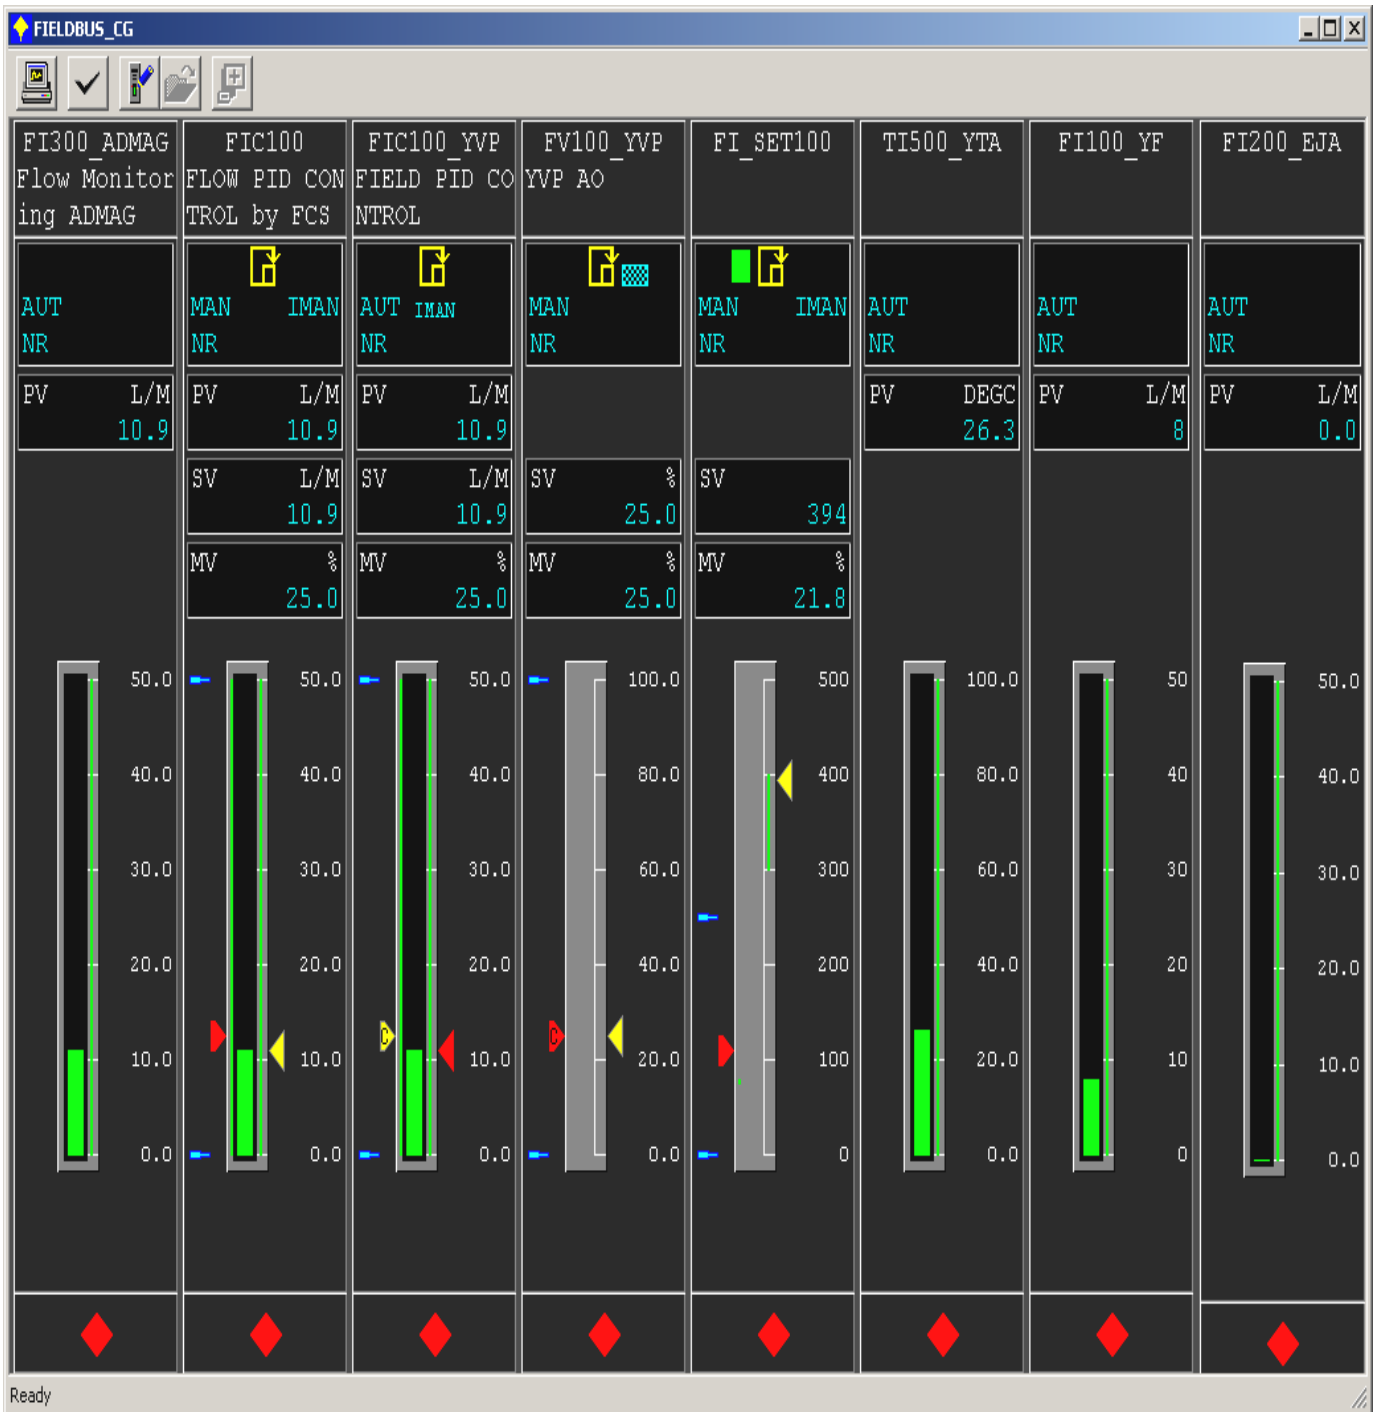 FIELDBUS_CG
FI300_ADMAG
Flow Monitor
ing ADMAG
AUT
NR
PV L/M
10.9
50.0
40.0
30.0
20.0
10.0
0.0
FIC100
FLOW PID CON
TROL by FCS
MAN IMAN
NR
PV L/M
10.9
SV L/M
10.9
MV %
25.0
50.0
40.0
30.0
20.0
10.0
0.0
FIC100_YVP
FIELD PID CO
NTROL
AUT IMAN
NR
PV L/M
10.9
SV L/M
10.9
MV %
25.0
50.0
40.0
30.0
20.0
C
10.0
0.0
FV100_YVP
YVP AO
MAN
NR
SV %
25.0
MV %
25.0
100.0
80.0
60.0
40.0
C
20.0
0.0
FI_SET100
MAN IMAN
NR
SV
394
MV %
21.8
500
400
300
200
100
0
TI500_YTA
AUT
NR
PV DEGC
26.3
100.0
80.0
60.0
40.0
20.0
0.0
FI100_YF
AUT
NR
PV L/M
8
50
40
30
20
10
0
FI200_EJA
AUT
NR
PV L/M
0.0
50.0
40.0
30.0
20.0
10.0
0.0
Ready